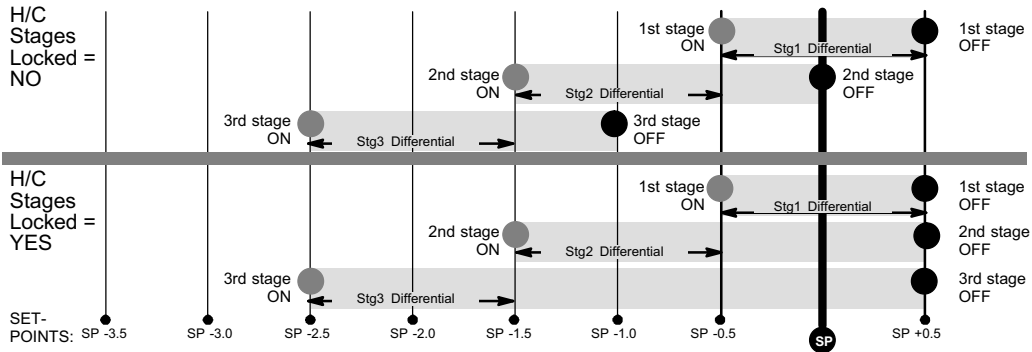 H/C
Stages
Locked =
NO
1st stage
ON
1st stage
OFF
Stg1 Differential
2nd stage
ON
2nd stage
OFF
Stg2 Differential
3rd stage
ON
3rd stage
OFF
Stg3 Differential
H/C
Stages
Locked =
YES
1st stage
ON
1st stage
OFF
Stg1 Differential
2nd stage
ON
2nd stage
OFF
Stg2 Differential
3rd stage
ON
3rd stage
OFF
Stg3 Differential
SET-
POINTS: SP -3.5 SP -3.0 SP -2.5 SP -2.0 SP -1.5 SP -1.0 SP -0.5 SP SP +0.5